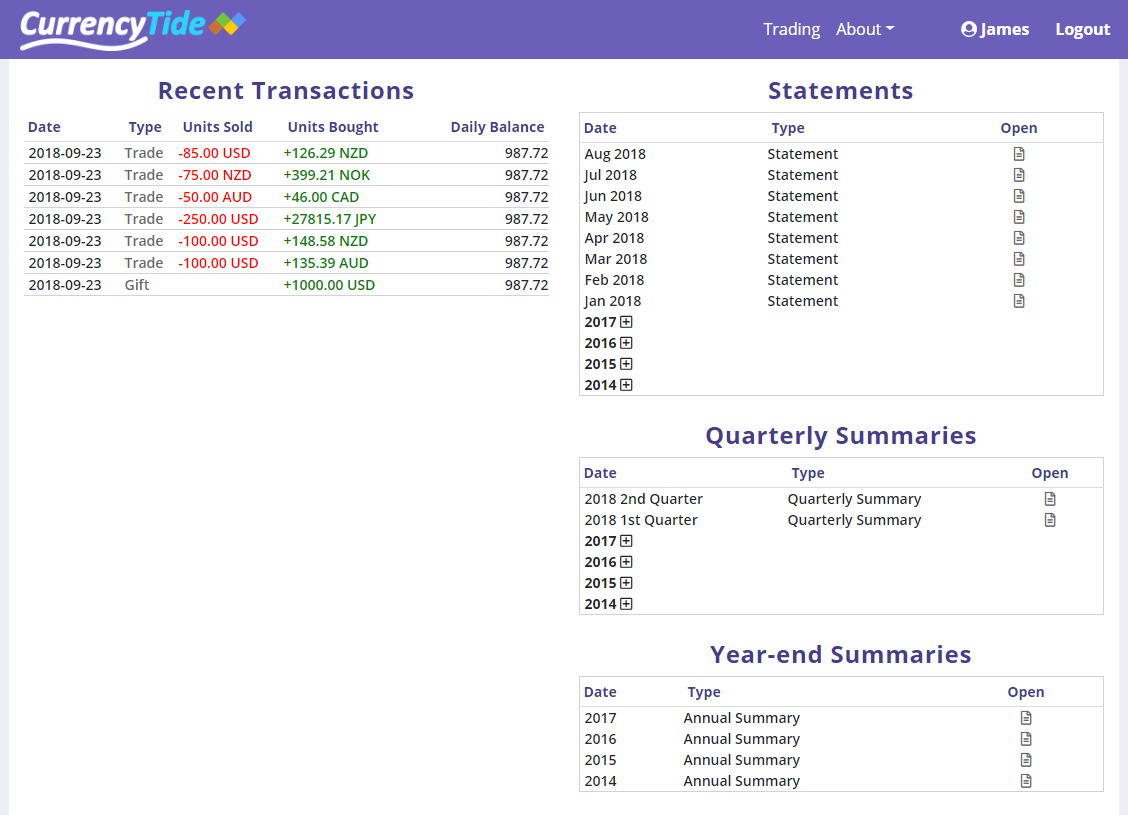 CurrencyTide
Trading About James Logout
Recent Transactions
Date Type Units Sold Units Bought Daily Balance
2018-09-23 Trade -85.00 USD +126.29 NZD 987.72
2018-09-23 Trade -75.00 NZD +399.21 NOK 987.72
2018-09-23 Trade -50.00 AUD +46.00 CAD 987.72
2018-09-23 Trade -250.00 USD +27815.17 JPY 987.72
2018-09-23 Trade -100.00 USD +148.58 NZD 987.72
2018-09-23 Trade -100.00 USD +135.39 AUD 987.72
2018-09-23 Gift +1000.00 USD 987.72
Statements
Date Type Open
Aug 2018 Statement
Jul 2018 Statement
Jun 2018 Statement
May 2018 Statement
Apr 2018 Statement
Mar 2018 Statement
Feb 2018 Statement
Jan 2018 Statement
2017
2016
2015
2014
Quarterly Summaries
Date Type Open
2018 2nd Quarter Quarterly Summary
2018 1st Quarter Quarterly Summary
2017
2016
2015
2014
Year-end Summaries
Date Type Open
2017 Annual Summary
2016 Annual Summary
2015 Annual Summary
2014 Annual Summary